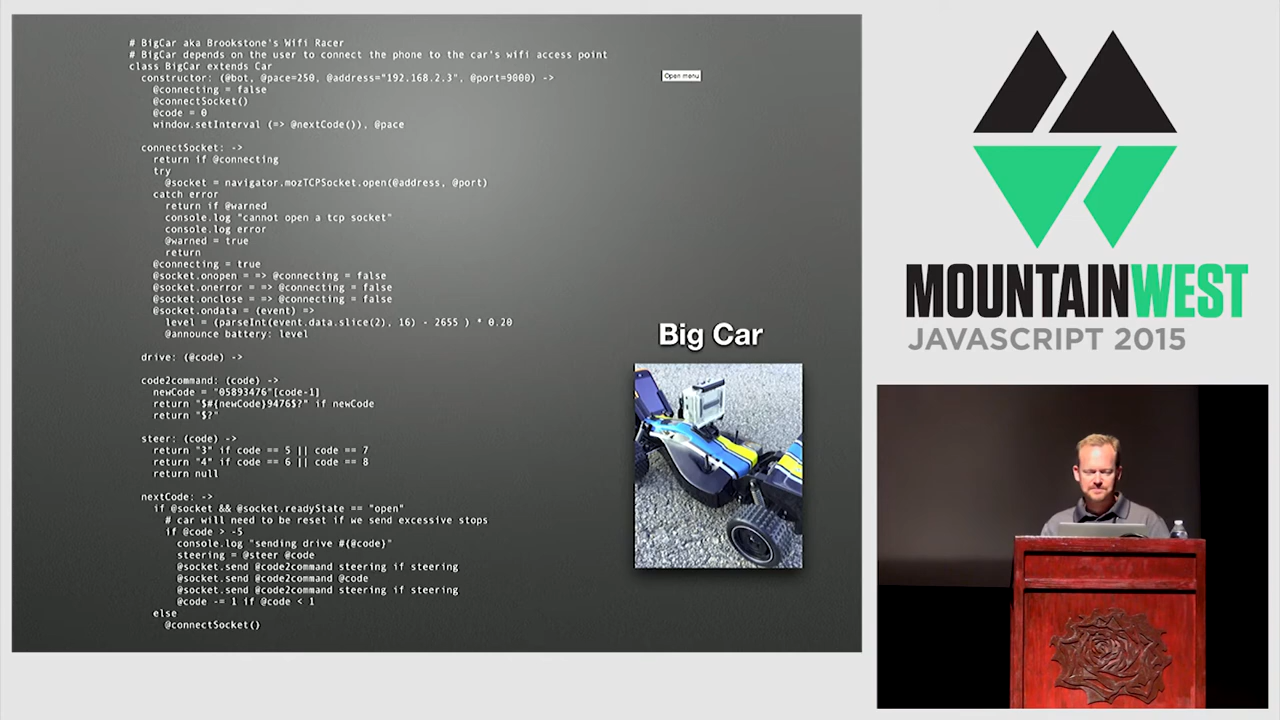 # BigCar aka Brookstone's Wifi Racer
# BigCar depends on the user to connect the phone to the car's wifi access point
class BigCar extends Car
constructor: (@bot, @pace=250, @address="192.168.2.3", @port=9000) ->
@connecting = false
@connectSocket()
@code = 0
window.setInterval (=> @nextCode()), @pace
connectSocket: ->
return if @connecting
try
@socket = navigator.mozTCPSocket.open(@address, @port)
catch error
return if @warned
console.log "cannot open a tcp socket"
console.log error
@warned = true
return
@connecting = true
@socket.onopen = => @connecting = false
@socket.onerror = => @connecting = false
@socket.onclose = => @connecting = false
@socket.ondata = (event) =>
level = (parseInt(event.data.slice(2), 16) - 2655 ) * 0.20
@announce battery: level
drive: (@code) ->
code2command: (code) ->
newCode = "05893476"[code-1]
return "$#{newCode}9476$?" if newCode
return "$?"
steer: (code) ->
return "3" if code == 5 || code == 7
return "4" if code == 6 || code == 8
return null
nextCode: ->
if @socket && @socket.readyState == "open"
# car will need to be reset if we send excessive stops
if @code > -5
console.log "sending drive #{@code}"
steering = @steer @code
@socket.send @code2command steering if steering
@socket.send @code2command @code
@socket.send @code2command steering if steering
@code -= 1 if @code < 1
else
@connectSocket()
Open menu
Big Car
MOUNTAINWEST
JAVASCRIPT 2015